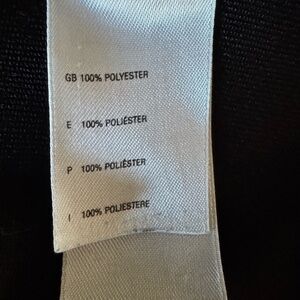 GB 100% POLYESTER
E 100% POLIÉSTER
P 100% POLIÉSTER
I 100% POLIESTERE